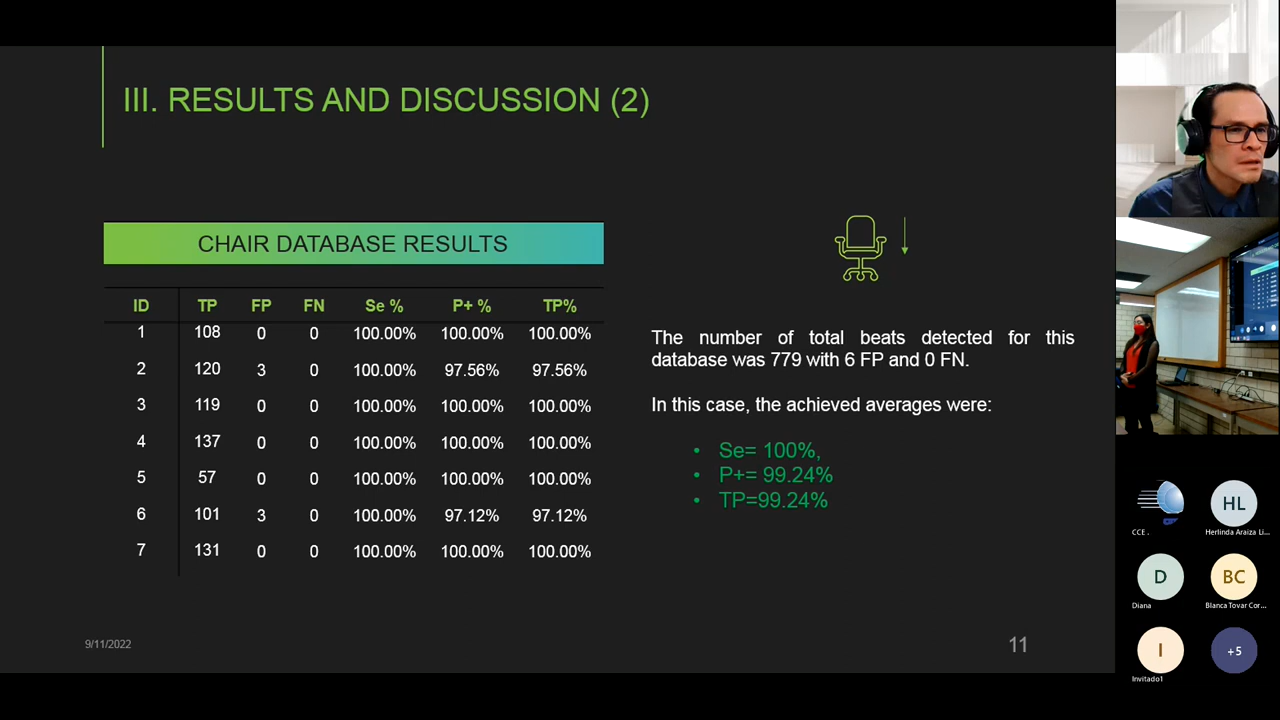 III. RESULTS AND DISCUSSION (2)
CHAIR DATABASE RESULTS
ID TP FP FN Se % P+ % TP%
1 108 0 0 100.00% 100.00% 100.00%
2 120 3 0 100.00% 97.56% 97.56%
3 119 0 0 100.00% 100.00% 100.00%
4 137 0 0 100.00% 100.00% 100.00%
5 57 0 0 100.00% 100.00% 100.00%
6 101 3 0 100.00% 97.12% 97.12%
7 131 0 0 100.00% 100.00% 100.00%
The number of total beats detected for this
database was 779 with 6 FP and 0 FN.
In this case, the achieved averages were:
• Se= 100%,
• P+= 99.24%
• TP=99.24%
9/11/2022
11
CCE .
HL
Herlinda Araiza Li...
D
Diana
BC
Blanca Tovar Cor...
I
Invitado1
+5